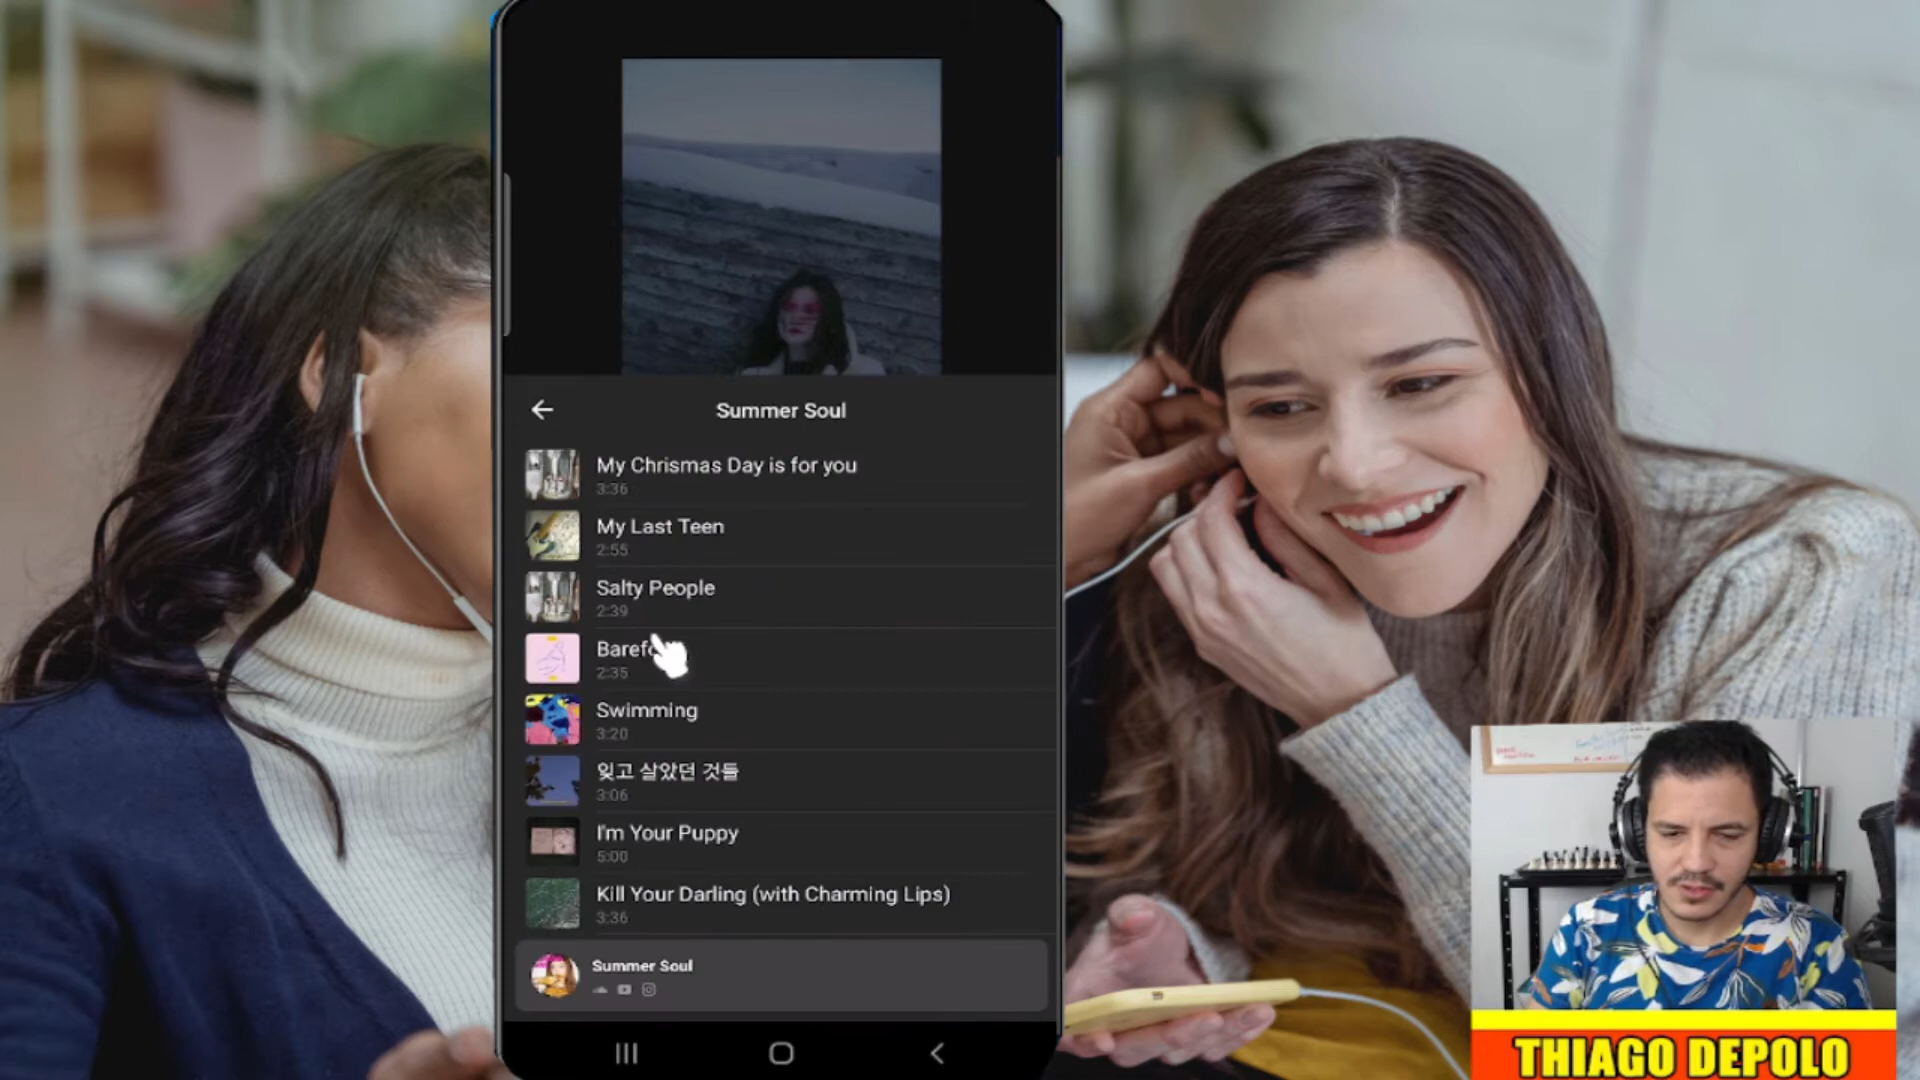 Summer Soul
My Chrismas Day is for you
3:36
My Last Teen
2:55
Salty People
2:39
2:35
Swimming
3:20
잊고 살았던 것들
3:06
I'm Your Puppy
5:00
Kill Your Darling (with Charming Lips)
3:36
Summer Soul
THIAGO DEPOLO